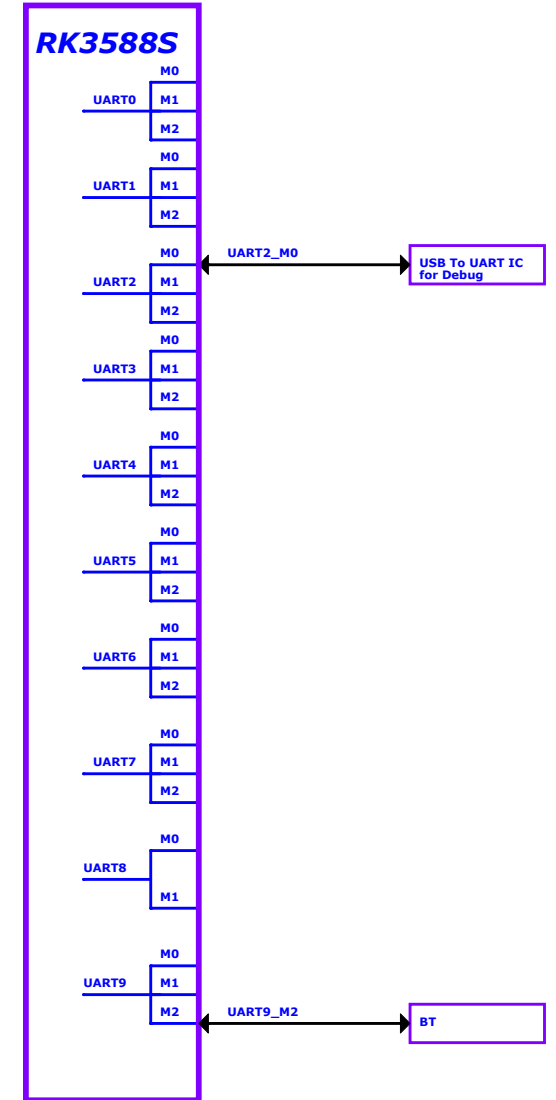 RK3588S
M0
UART0 M1
M2
M0
UART1 M1
M2
M0 UART2_M0
USB To UART IC
for Debug
UART2 M1
M2
M0
UART3 M1
M2
M0
UART4 M1
M2
M0
UART5 M1
M2
M0
UART6 M1
M2
M0
UART7 M1
M2
M0
UART8
M1
M0
UART9 M1
M2 UART9_M2 BT